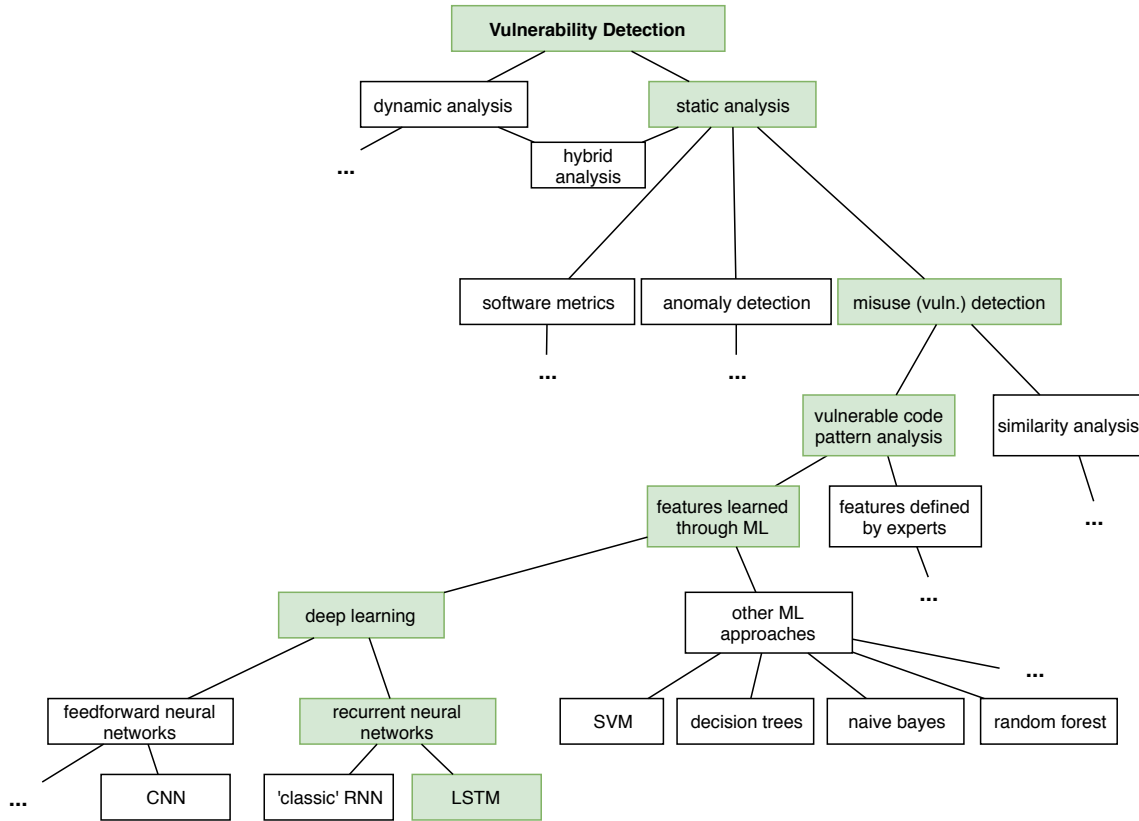 Vulnerability Detection
dynamic analysis
static analysis
...
hybrid
analysis
software metrics
anomaly detection
misuse (vuln.) detection
...
...
vulnerable code
pattern analysis
similarity analysis
...
features learned
through ML
features defined
by experts
...
deep learning
other ML
approaches
...
feedforward neural
networks
recurrent neural
networks
SVM
decision trees
naive bayes
random forest
...
CNN
'classic' RNN
LSTM